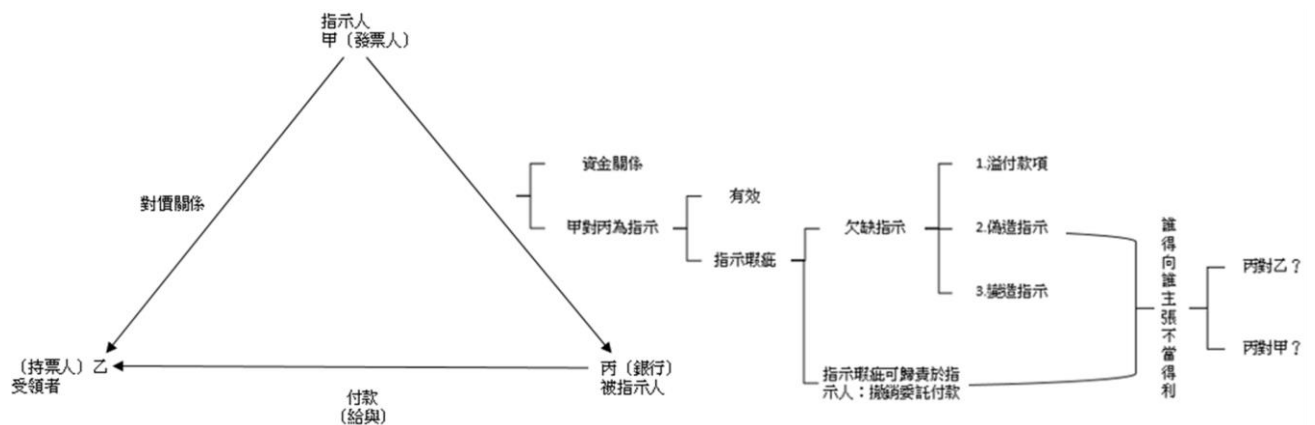 指示人
甲〔發票人〕
對價關係
〔持票人〕乙
受領者
付款
〔給與〕
丙〔銀行〕
被指示人
資金關係
甲對丙為指示
有效
指示瑕疵
欠缺指示
1.溢付款項
2.偽造指示
3.變造指示
指示瑕疵可歸責於指
示人：撤銷委託付款
誰得向誰主張不當得利
丙對乙？
丙對甲？